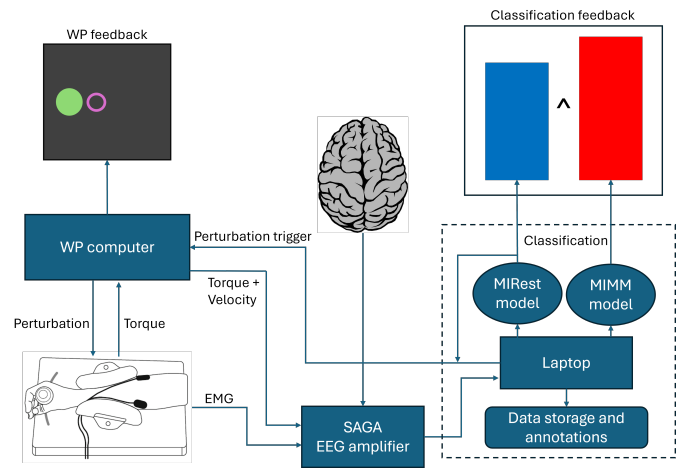 Classification feedback
WP feedback
^
WP computer
Perturbation trigger
Classification
Torque +
Velocity
MIRest
model
MIMM
model
Perturbation
Torque
Laptop
EMG
SAGA
EEG amplifier
Data storage and
annotations